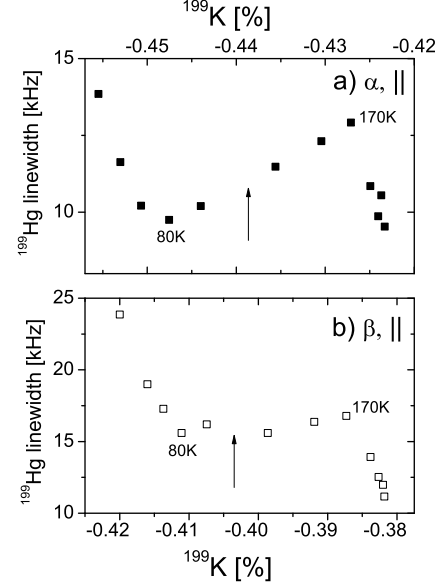 ¹⁹⁹K [%]
-0.45 -0.44 -0.43 -0.42
15
10
¹⁹⁹Hg linewidth [kHz]
a) α, ||
170K
80K
25
20
15
10
¹⁹⁹Hg linewidth [kHz]
b) β, ||
170K
80K
-0.42 -0.41 -0.40 -0.39 -0.38
¹⁹⁹K [%]